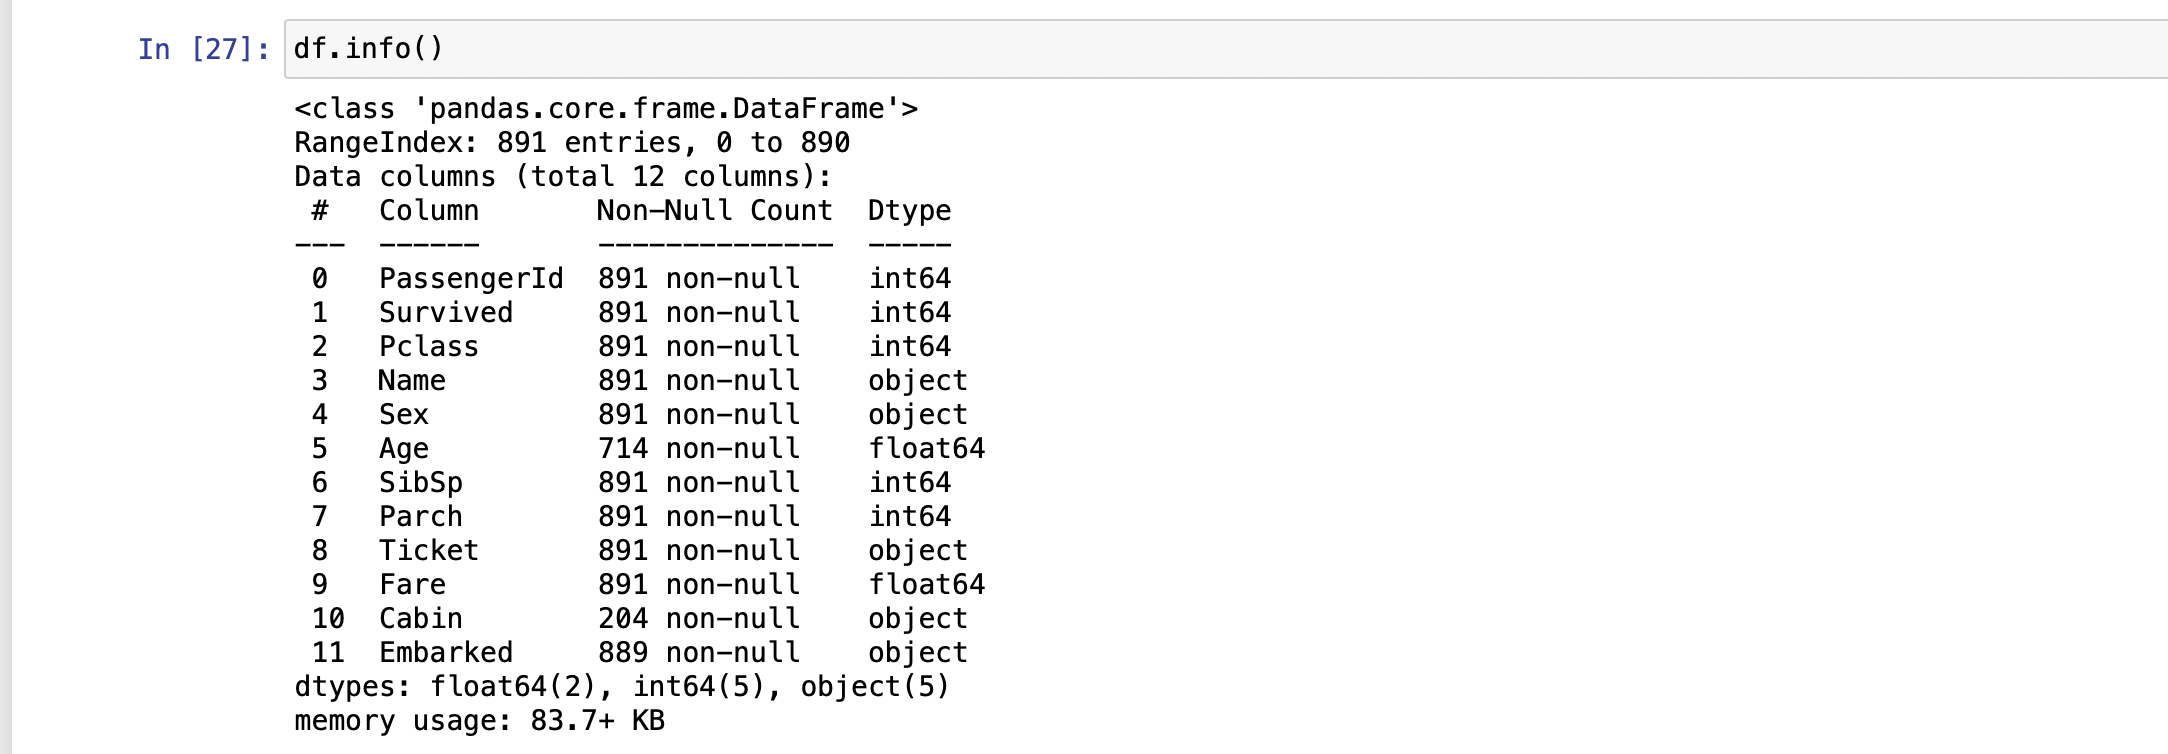 In [27]: df.info()
<class 'pandas.core.frame.DataFrame'>
RangeIndex: 891 entries, 0 to 890
Data columns (total 12 columns):
 #   Column       Non-Null Count  Dtype
---  ------       --------------  -----
 0   PassengerId  891 non-null    int64
 1   Survived     891 non-null    int64
 2   Pclass       891 non-null    int64
 3   Name         891 non-null    object
 4   Sex          891 non-null    object
 5   Age          714 non-null    float64
 6   SibSp        891 non-null    int64
 7   Parch        891 non-null    int64
 8   Ticket       891 non-null    object
 9   Fare         891 non-null    float64
 10  Cabin        204 non-null    object
 11  Embarked     889 non-null    object
dtypes: float64(2), int64(5), object(5)
memory usage: 83.7+ KB